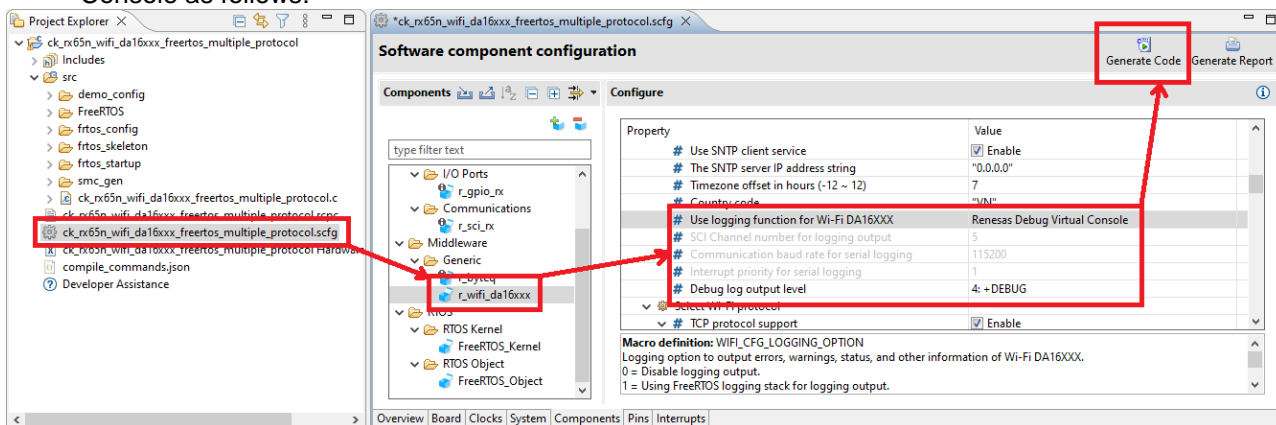 Console as follows:
Project Explorer
ck_rx65n_wifi_da16xxx_freertos_multiple_protocol
Includes
src
demo_config
FreeRTOS
frtos_config
frtos_skeleton
frtos_startup
smc_gen
ck_rx65n_wifi_da16xxx_freertos_multiple_protocol.c
ck_rx65n_wifi_da16xxx_freertos_multiple_protocol.rcpc
ck_rx65n_wifi_da16xxx_freertos_multiple_protocol.scfg
ck_rx65n_wifi_da16xxx_freertos_multiple_protocol Hardware
compile_commands.json
Developer Assistance
*ck_rx65n_wifi_da16xxx_freertos_multiple_protocol.scfg
Software component configuration
Generate Code Generate Report
Components
type filter text
I/O Ports
r_gpio_rx
Communications
r_sci_rx
Middleware
Generic
r_byteq
r_wifi_da16xxx
RTOS
RTOS Kernel
FreeRTOS_Kernel
RTOS Object
FreeRTOS_Object
Configure
Property Value
# Use SNTP client service Enable
# The SNTP server IP address string "0.0.0.0"
# Timezone offset in hours (-12 ~ 12) 7
# Country code "VN"
# Use logging function for Wi-Fi DA16XXX Renesas Debug Virtual Console
# SCI Channel number for logging output 5
# Communication baud rate for serial logging 115200
# Interrupt priority for serial logging 1
# Debug log output level 4: +DEBUG
Select Wi-Fi protocol
# TCP protocol support Enable
Macro definition: WIFI_CFG_LOGGING_OPTION
Logging option to output errors, warnings, status, and other information of Wi-Fi DA16XXX.
0 = Disable logging output.
1 = Using FreeRTOS logging stack for logging output.
Overview Board Clocks System Components Pins Interrupts